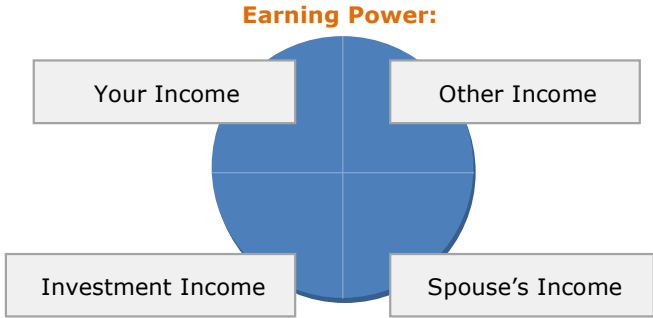 Earning Power:
Your Income
Other Income
Investment Income
Spouse’s Income